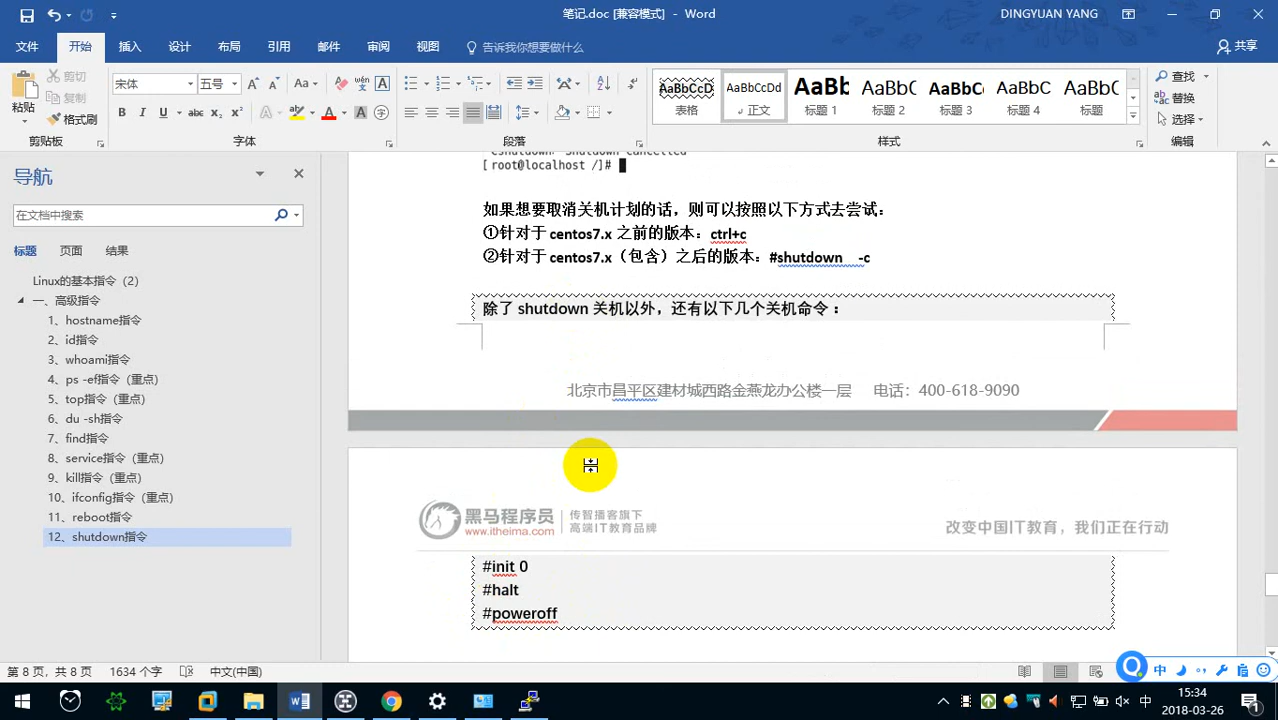 笔记.doc [兼容模式] - Word
DINGYUAN YANG
文件 开始 插入 设计 布局 引用 邮件 审阅 视图 告诉我你想要做什么
共享
粘贴
剪切
复制
格式刷
剪贴板
宋体 五号
字体
段落
AaBbCcD 表格
AaBbCcDd 正文
AaBb 标题 1
AaBbC 标题 2
AaBbC 标题 3
AaBbC 标题 4
AaBbC 标题
样式
查找
替换
选择
编辑
导航
在文档中搜索
标题 页面 结果
Linux的基本指令（2）
一、高级指令
1、hostname指令
2、id指令
3、whoami指令
4、ps -ef指令（重点）
5、top指令（重点）
6、du -sh指令
7、find指令
8、service指令（重点）
9、kill指令（重点）
10、ifconfig指令（重点）
11、reboot指令
12、shutdown指令
[root@localhost /]#
如果想要取消关机计划的话，则可以按照以下方式去尝试：
①针对于 centos7.x 之前的版本：ctrl+c
②针对于 centos7.x（包含）之后的版本：#shutdown -c
除了 shutdown 关机以外，还有以下几个关机命令：
北京市昌平区建材城西路金燕龙办公楼一层 电话：400-618-9090
黑马程序员
www.itheima.com
传智播客旗下
高端IT教育品牌
改变中国IT教育，我们正在行动
#init 0
#halt
#poweroff
第 8 页，共 8 页 1634 个字 中文(中国)
中
中
15:34
2018-03-26
1